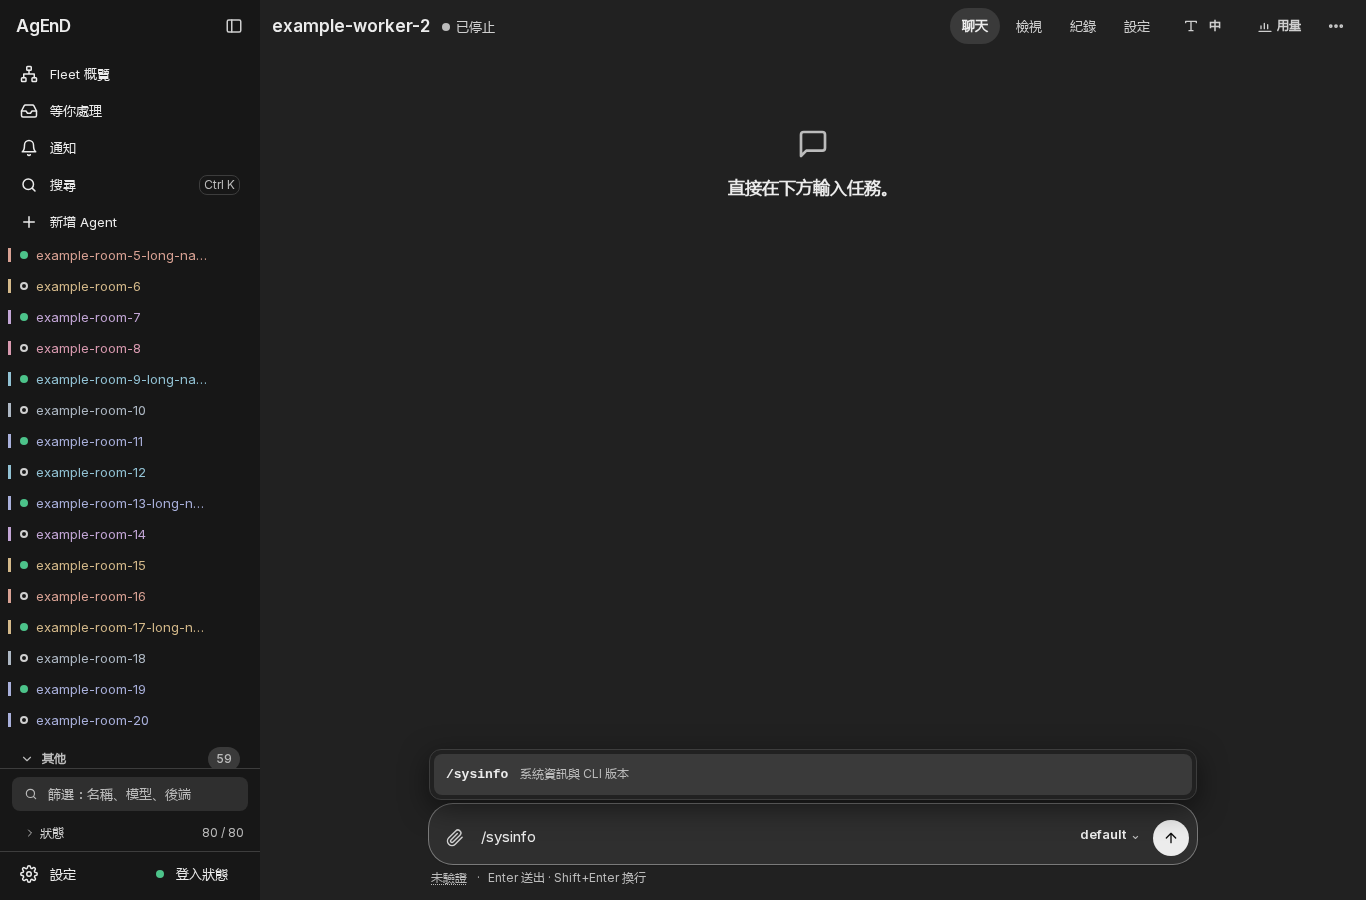 AgEnD
Fleet 概覽
等你處理
通知
搜尋 Ctrl K
新增 Agent
example-room-5-long-na…
example-room-6
example-room-7
example-room-8
example-room-9-long-na…
example-room-10
example-room-11
example-room-12
example-room-13-long-n…
example-room-14
example-room-15
example-room-16
example-room-17-long-n…
example-room-18
example-room-19
example-room-20
其他 59
篩選：名稱、模型、後端
狀態 80 / 80
設定 登入狀態
example-worker-2 已停止
聊天 檢視 紀錄 設定 中 用量
直接在下方輸入任務。
/sysinfo 系統資訊與 CLI 版本
/sysinfo default
未驗證 · Enter 送出 · Shift+Enter 換行